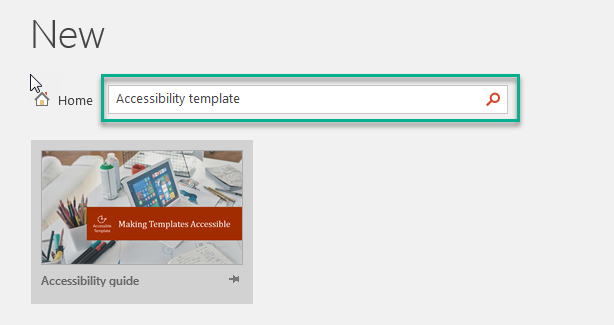 New
Home
Accessibility template
Accessible
Template
Making Templates Accessible
Accessibility guide